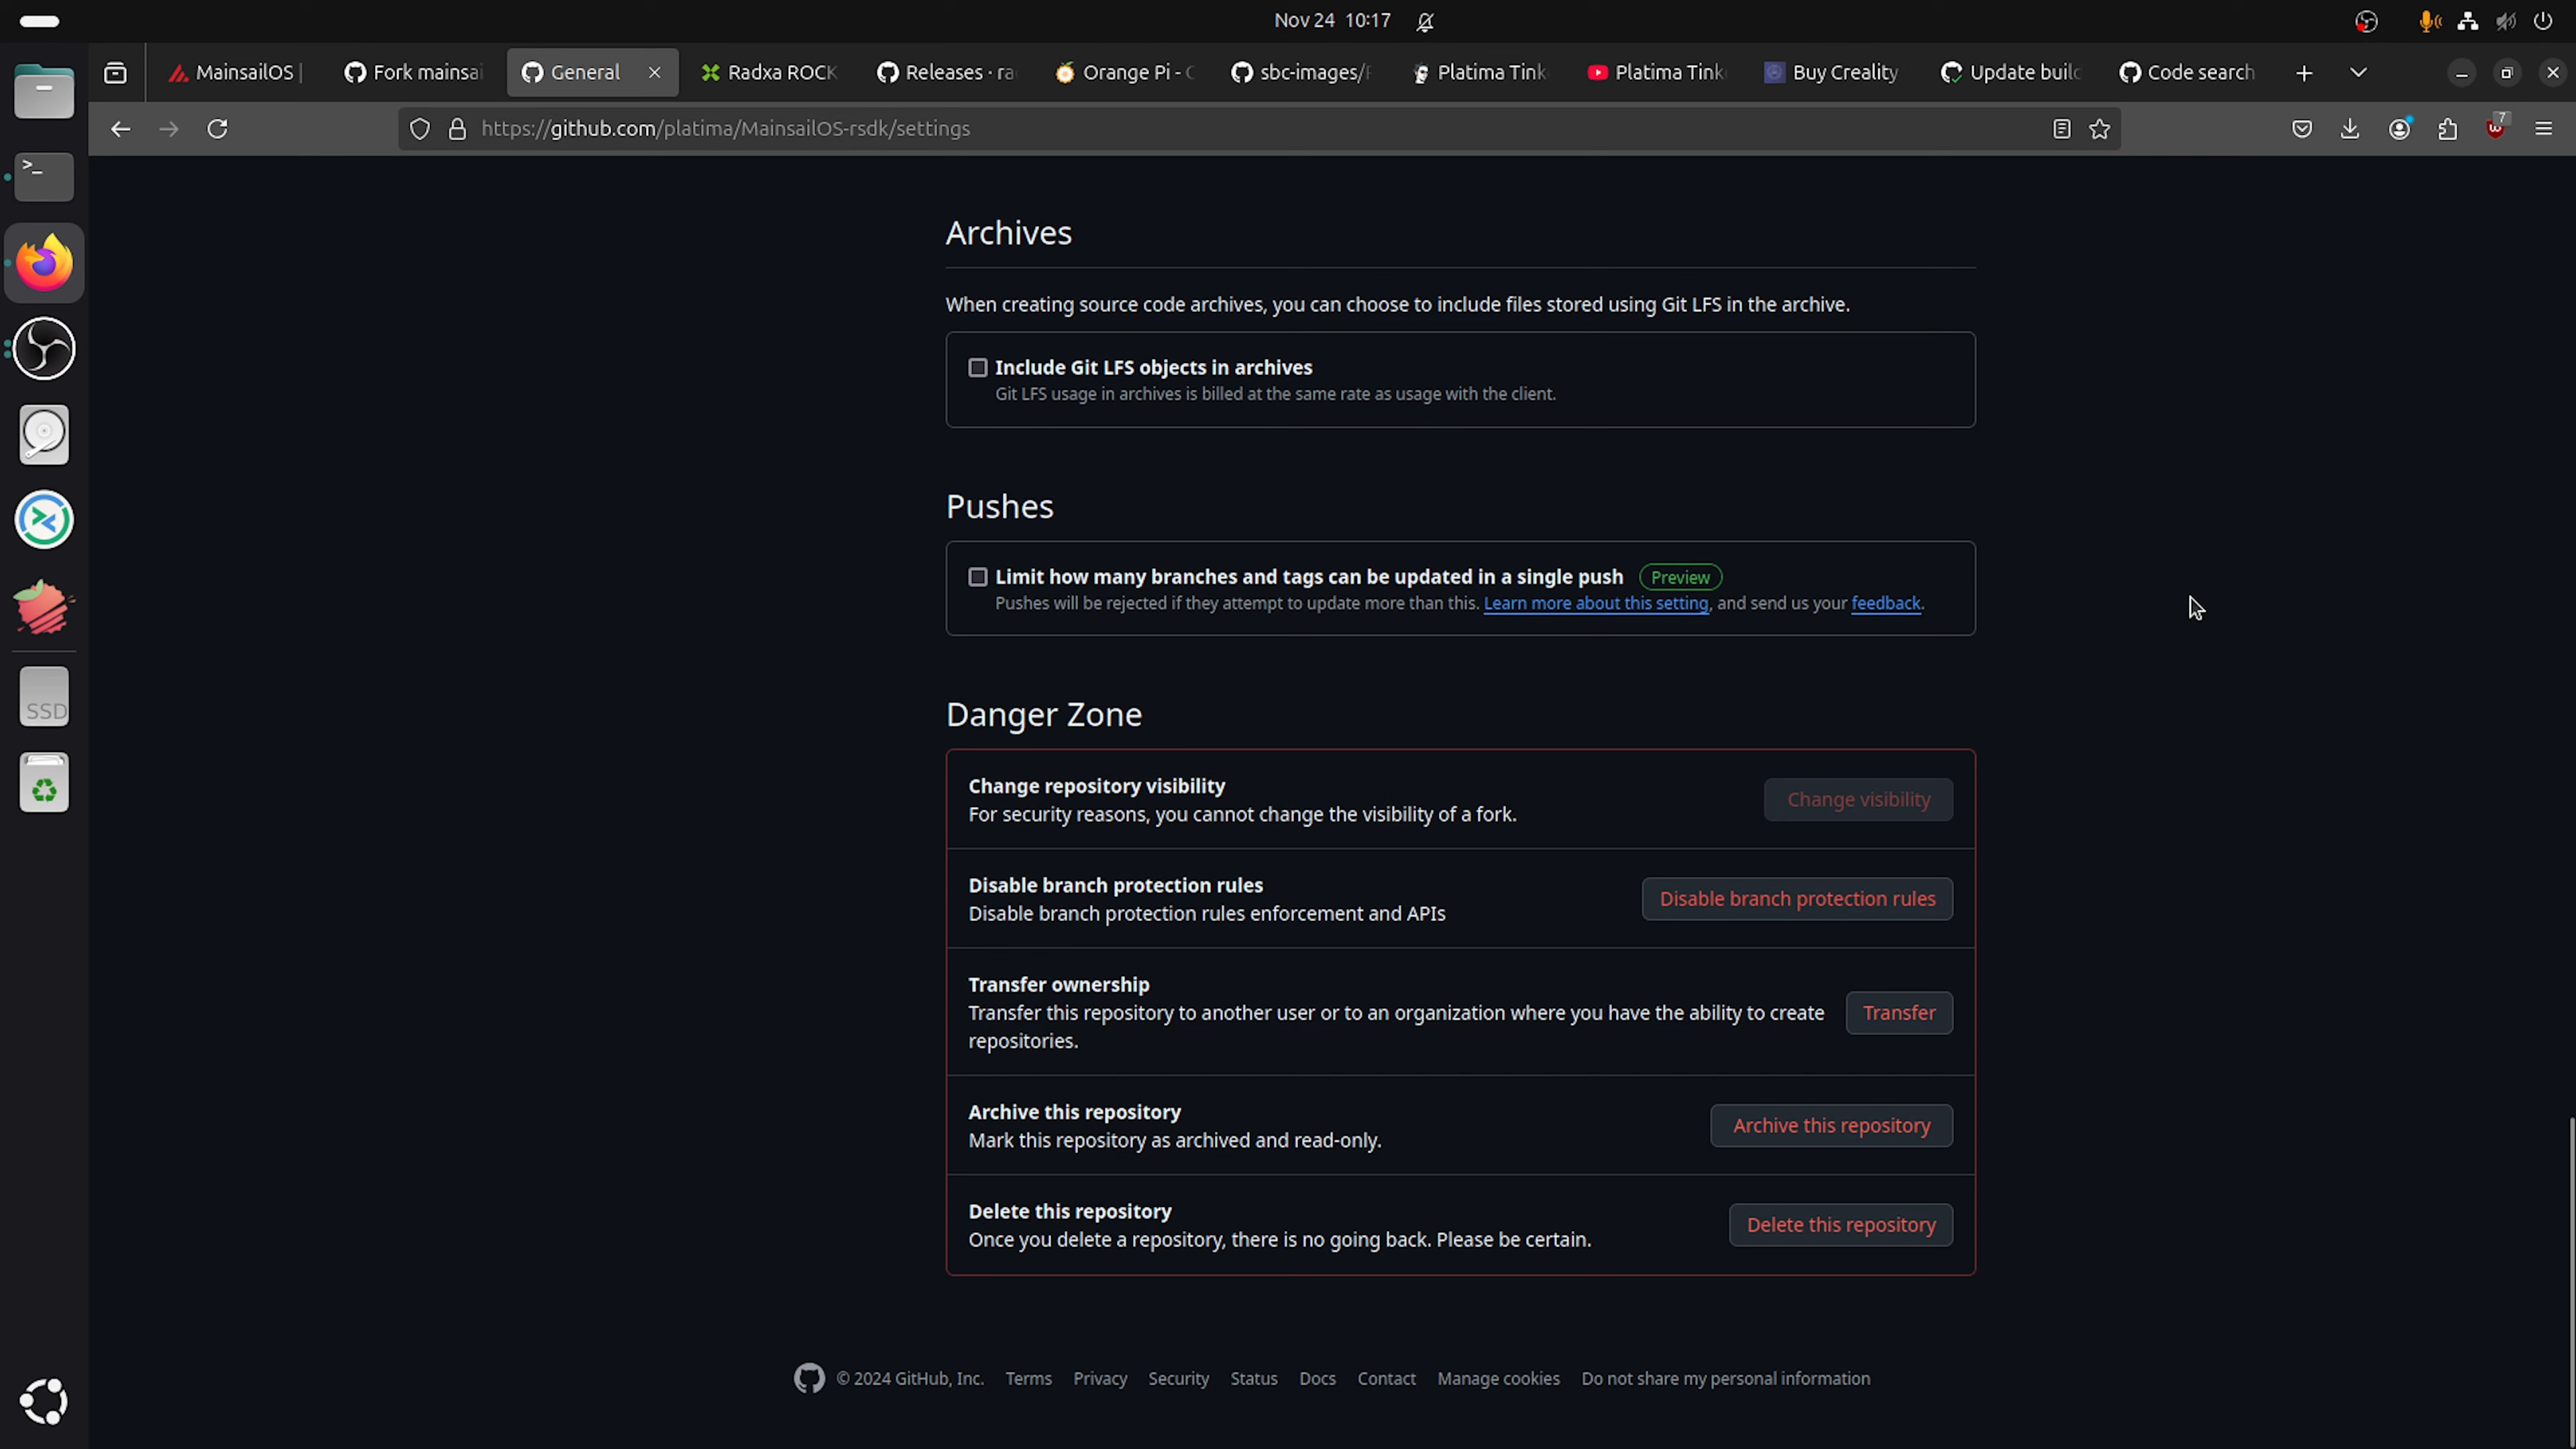 Nov 24 10:17
MainsailOS |
Fork mainsai
General
Radxa ROCK
Releases · ra
Orange Pi - O
sbc-images/
Platima Tink
Platima Tink
Buy Creality
Update build
Code search
https://github.com/platima/MainsailOS-rsdk/settings
7
Archives
When creating source code archives, you can choose to include files stored using Git LFS in the archive.
Include Git LFS objects in archives
Git LFS usage in archives is billed at the same rate as usage with the client.
Pushes
Limit how many branches and tags can be updated in a single push Preview
Pushes will be rejected if they attempt to update more than this. Learn more about this setting, and send us your feedback.
SSD
Danger Zone
Change repository visibility
For security reasons, you cannot change the visibility of a fork.
Change visibility
Disable branch protection rules
Disable branch protection rules enforcement and APIs
Disable branch protection rules
Transfer ownership
Transfer this repository to another user or to an organization where you have the ability to create
repositories.
Transfer
Archive this repository
Mark this repository as archived and read-only.
Archive this repository
Delete this repository
Once you delete a repository, there is no going back. Please be certain.
Delete this repository
© 2024 GitHub, Inc. Terms Privacy Security Status Docs Contact Manage cookies Do not share my personal information